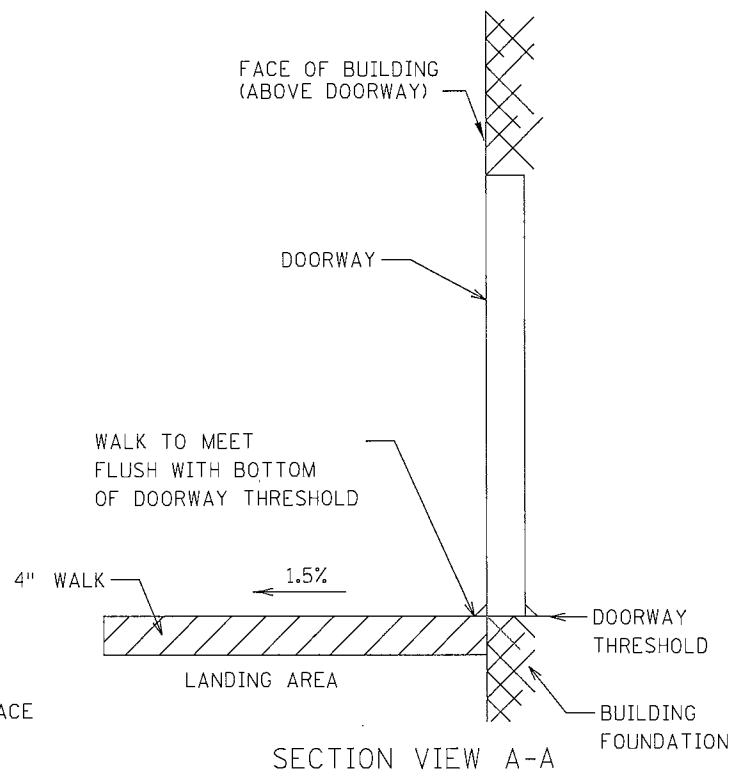 FACE OF BUILDING
(ABOVE DOORWAY)
DOORWAY
WALK TO MEET
FLUSH WITH BOTTOM
OF DOORWAY THRESHOLD
4" WALK
1.5%
DOORWAY
THRESHOLD
LANDING AREA
ACE
BUILDING
FOUNDATION
SECTION VIEW A-A